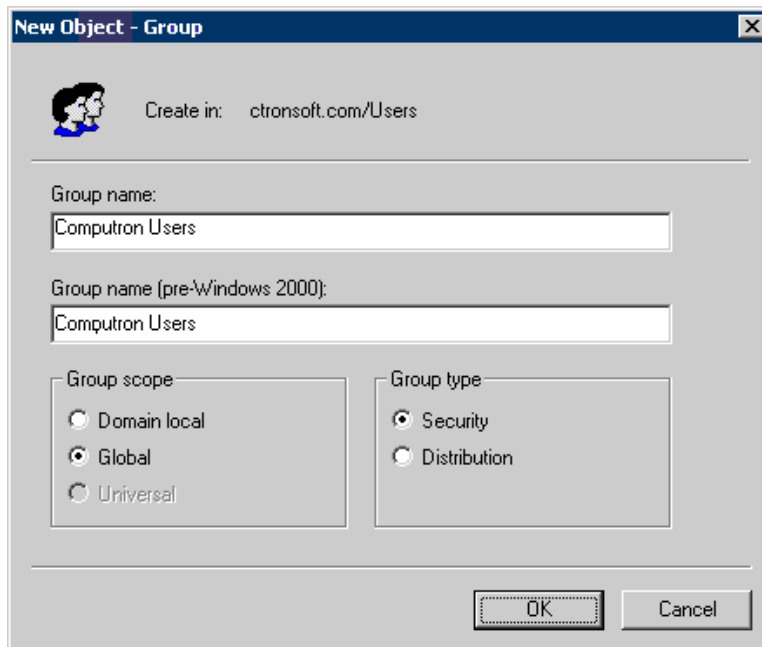 New Object - Group
Create in: ctronsoft.com/Users
Group name:
Computron Users
Group name (pre-Windows 2000):
Computron Users
Group scope
Domain local
Global
Universal
Group type
Security
Distribution
OK
Cancel